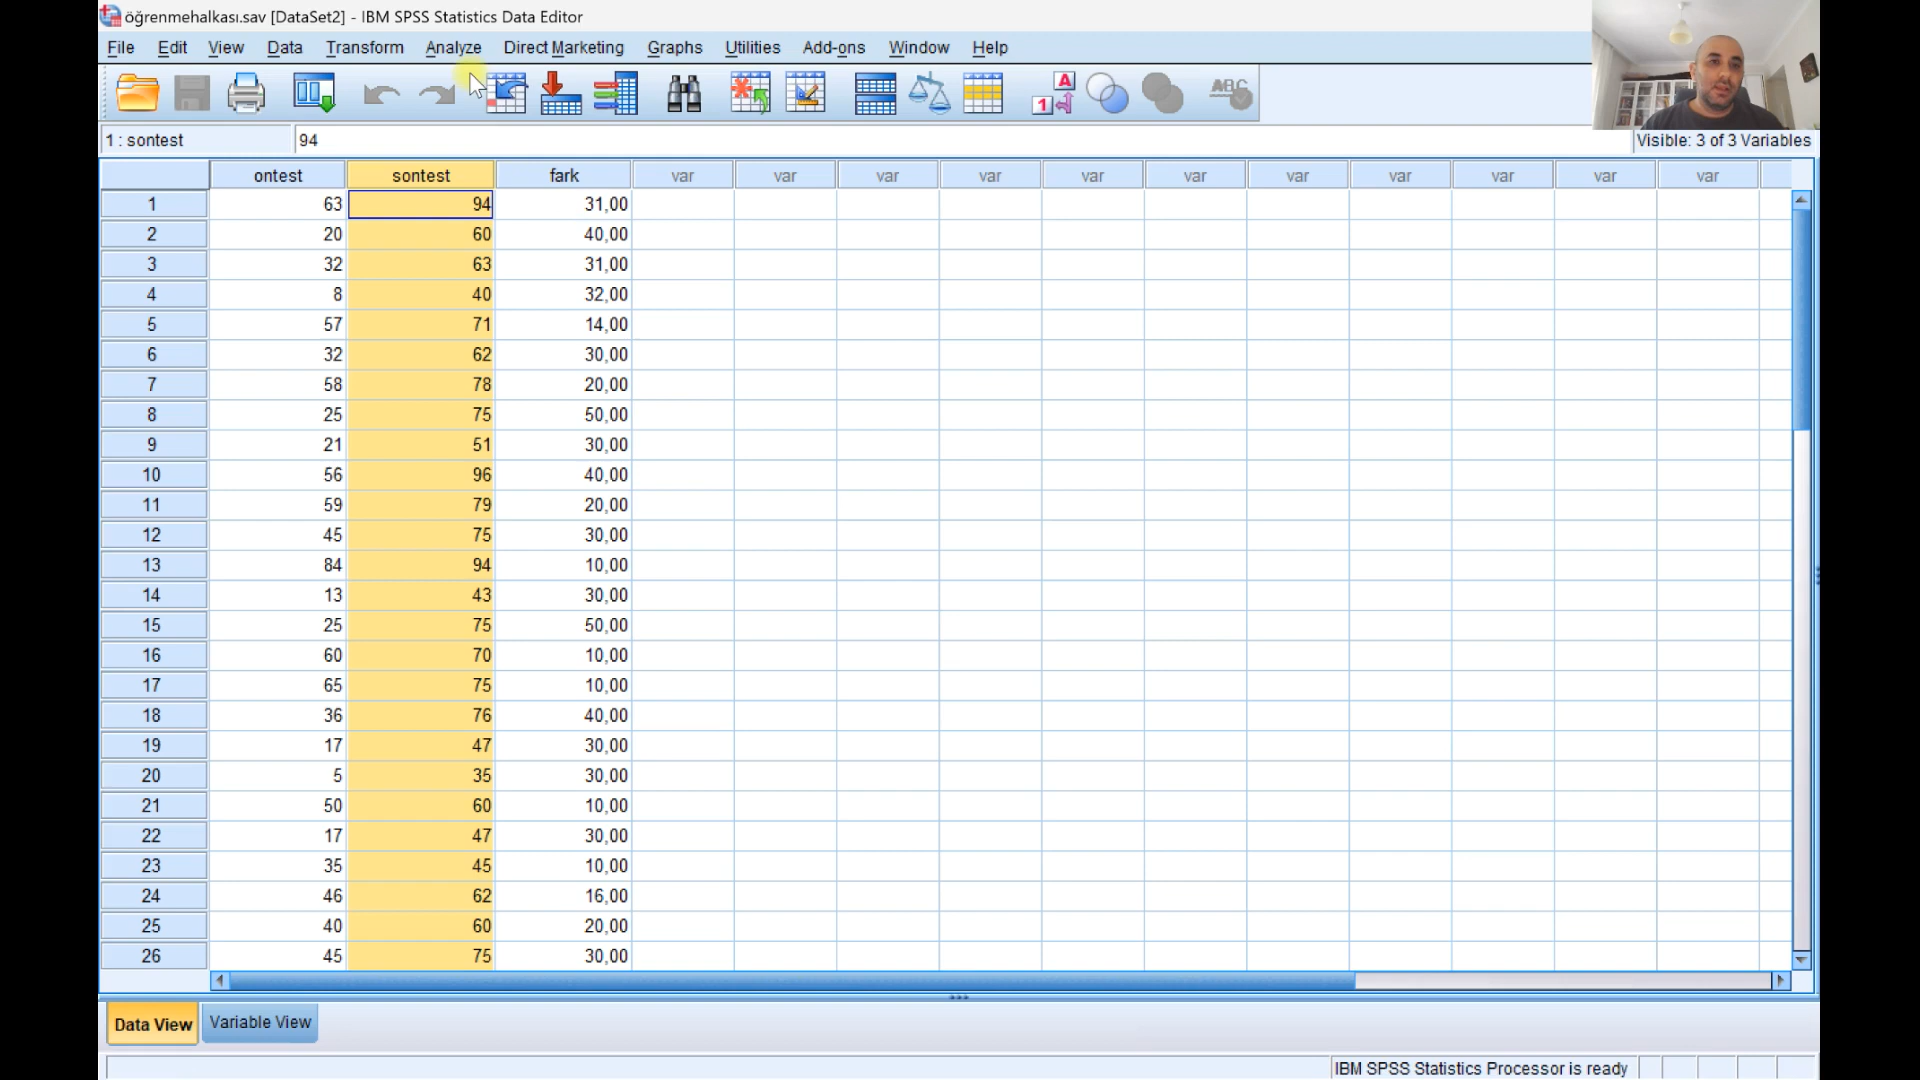 öğrenmehalkası.sav [DataSet2] - IBM SPSS Statistics Data Editor
File Edit View Data Transform Analyze Direct Marketing Graphs Utilities Add-ons Window Help
A
1
ABC
1 : sontest 94 Visible: 3 of 3 Variables
ontest sontest fark var var var var var var var var var var var
1 63 94 31,00
2 20 60 40,00
3 32 63 31,00
4 8 40 32,00
5 57 71 14,00
6 32 62 30,00
7 58 78 20,00
8 25 75 50,00
9 21 51 30,00
10 56 96 40,00
11 59 79 20,00
12 45 75 30,00
13 84 94 10,00
14 13 43 30,00
15 25 75 50,00
16 60 70 10,00
17 65 75 10,00
18 36 76 40,00
19 17 47 30,00
20 5 35 30,00
21 50 60 10,00
22 17 47 30,00
23 35 45 10,00
24 46 62 16,00
25 40 60 20,00
26 45 75 30,00
Data View Variable View
IBM SPSS Statistics Processor is ready